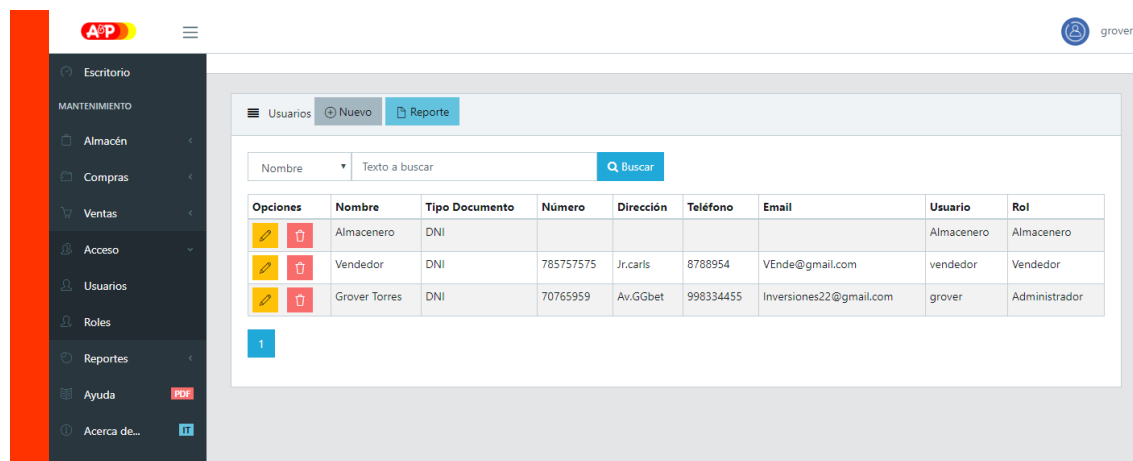 A&P
grover
Escritorio
MANTENIMIENTO
Almacén
Compras
Ventas
Acceso
Usuarios
Roles
Reportes
Ayuda PDF
Acerca de... IT
Usuarios Nuevo Reporte
Nombre Texto a buscar Buscar
Opciones Nombre Tipo Documento Número Dirección Teléfono Email Usuario Rol
Almacenero DNI Almacenero Almacenero
Vendedor DNI 785757575 Jr.carls 8788954 VEnde@gmail.com vendedor Vendedor
Grover Torres DNI 70765959 Av.GGbet 998334455 Inversiones22@gmail.com grover Administrador
1